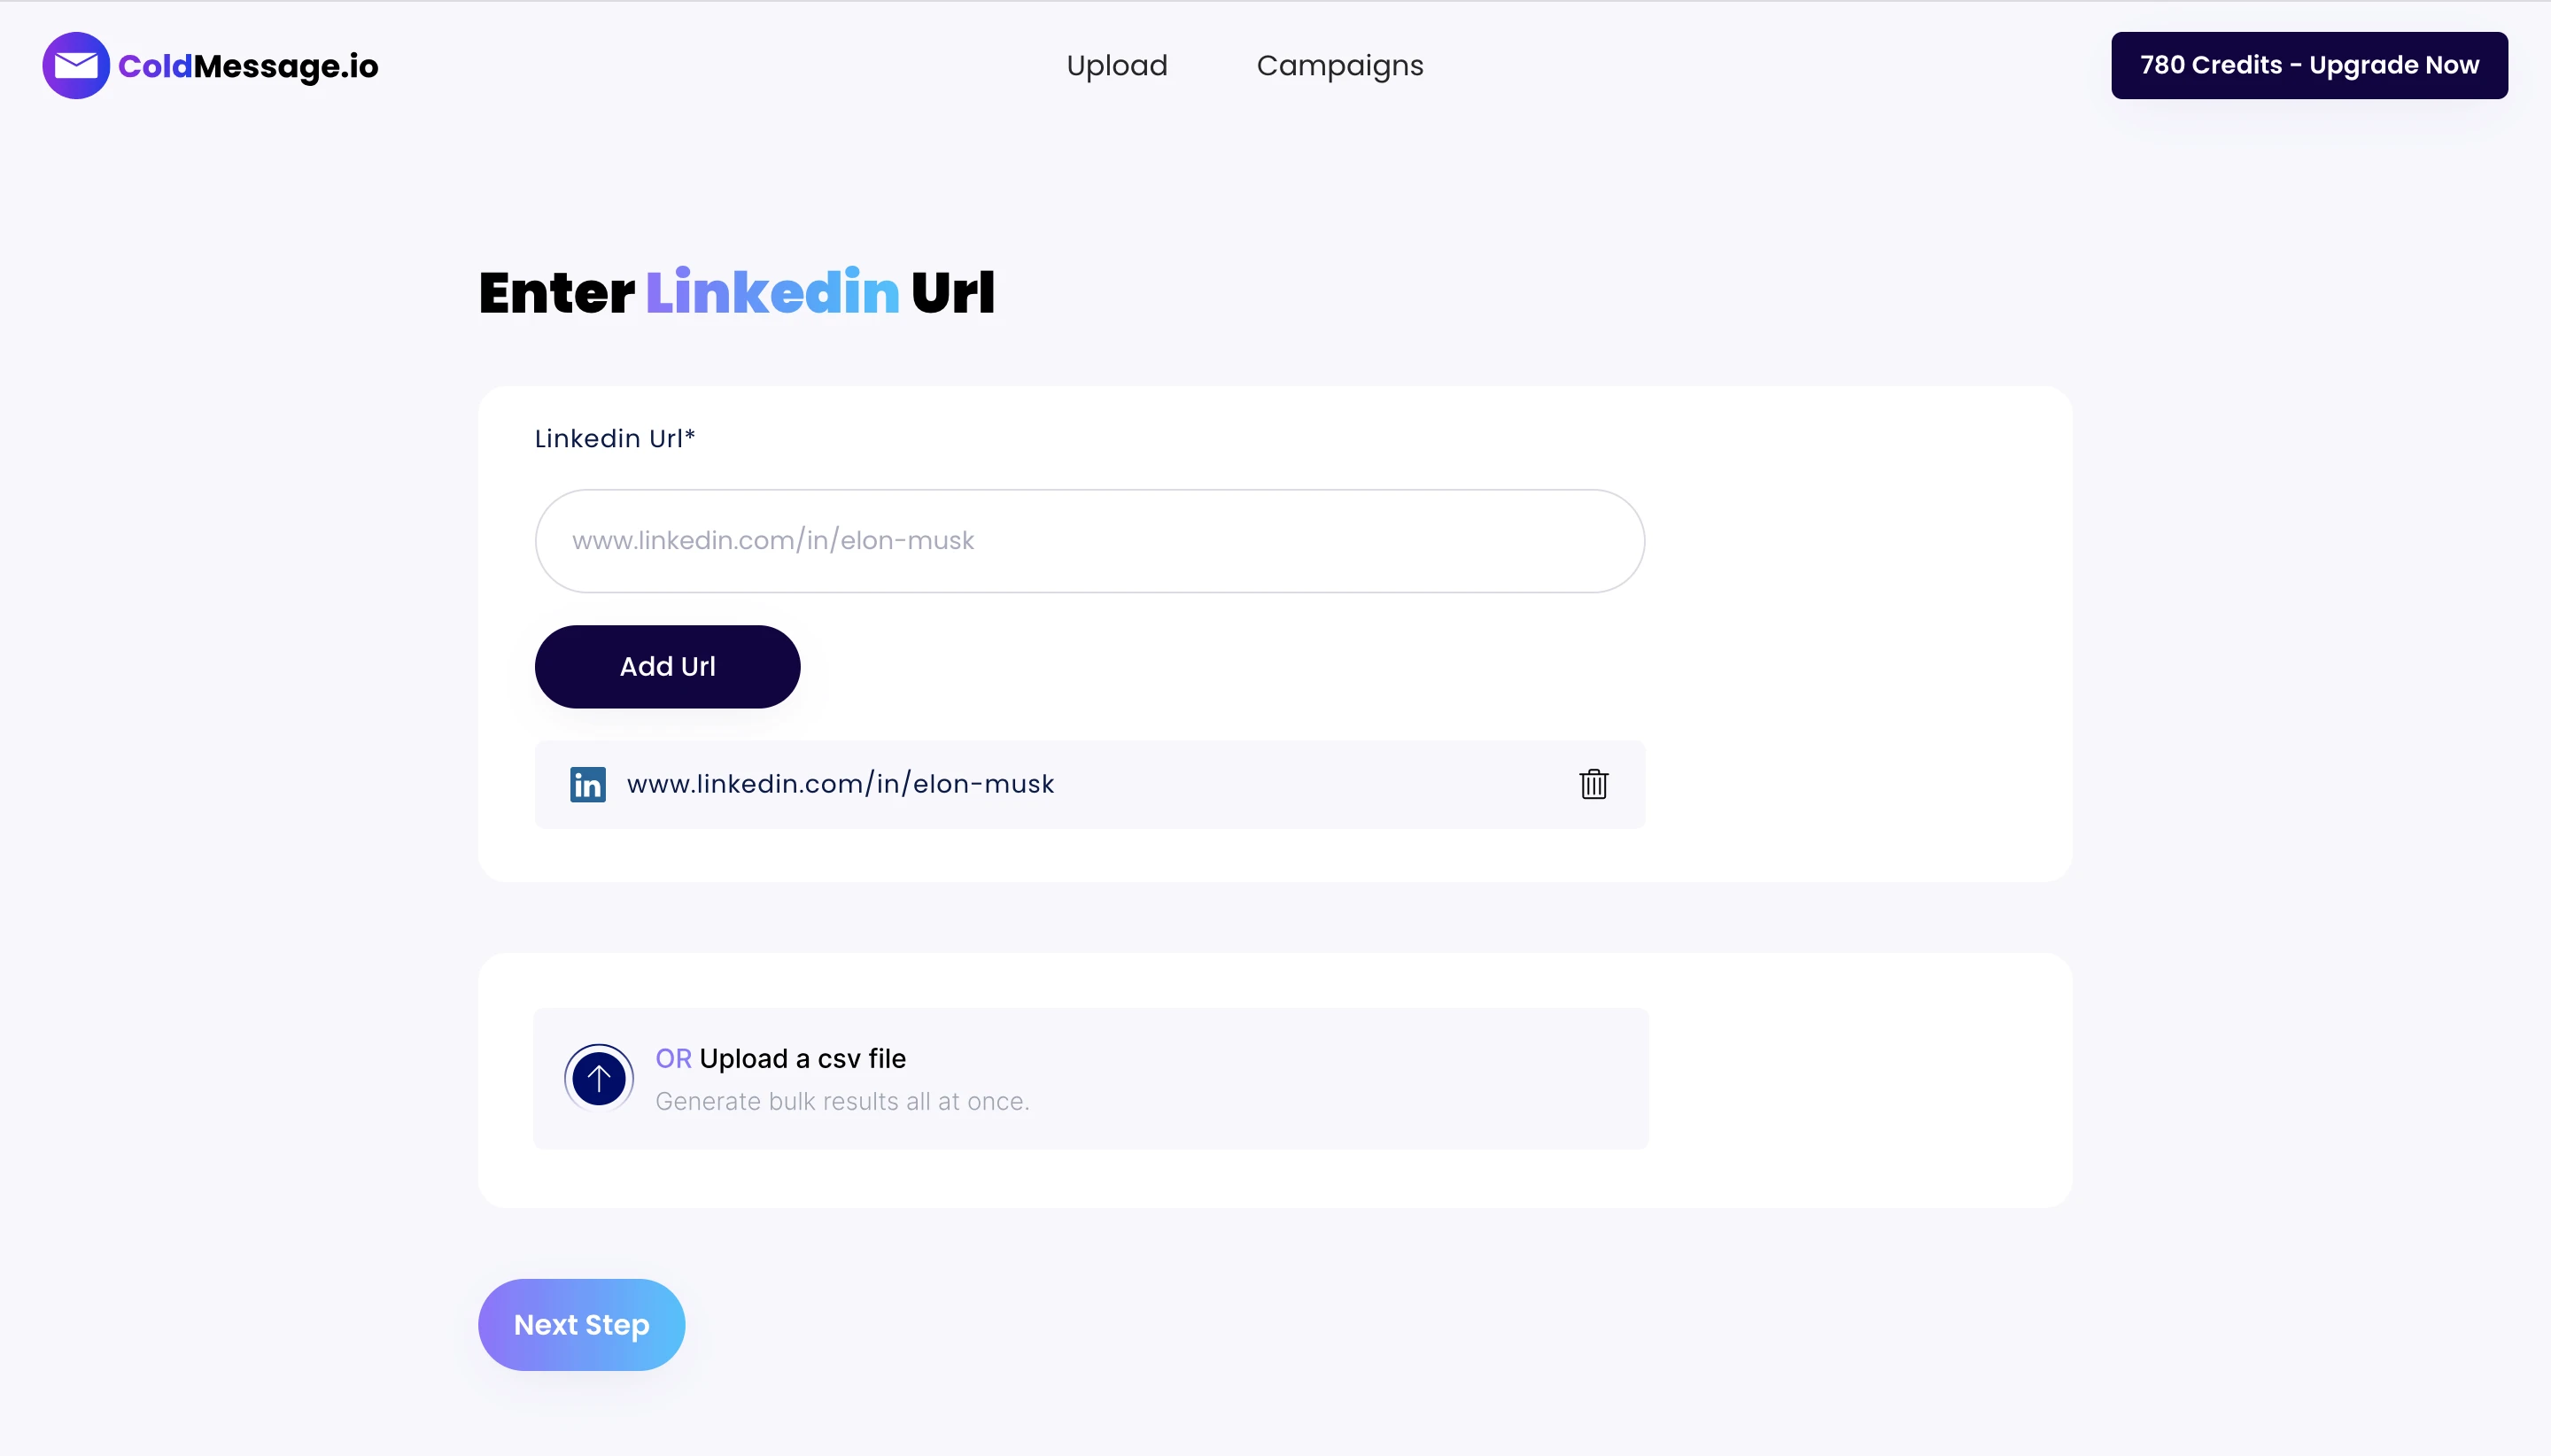 ColdMessage.io
Upload
Campaigns
780 Credits - Upgrade Now
Enter Linkedin Url
Linkedin Url*
www.linkedin.com/in/elon-musk
Add Url
in www.linkedin.com/in/elon-musk
OR Upload a csv file
Generate bulk results all at once.
Next Step